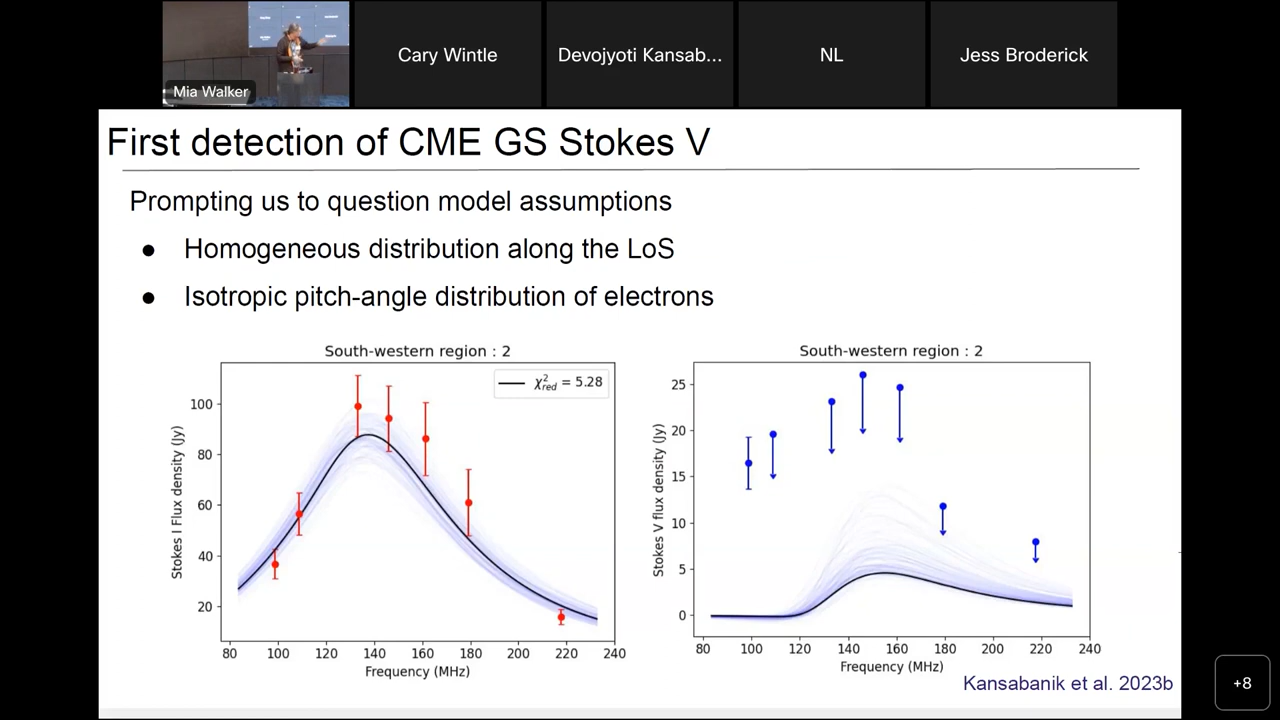 Mia Walker
Cary Wintle
Devojyoti Kansab...
NL
Jess Broderick
First detection of CME GS Stokes V
Prompting us to question model assumptions
● Homogeneous distribution along the LoS
● Isotropic pitch-angle distribution of electrons
South-western region : 2
χ²red = 5.28
Stokes I Flux density (Jy)
100
80
60
40
20
80 100 120 140 160 180 200 220 240
Frequency (MHz)
South-western region : 2
Stokes V flux density (Jy)
25
20
15
10
5
0
80 100 120 140 160 180 200 220 240
Frequency (MHz)
Kansabanik et al. 2023b
+8